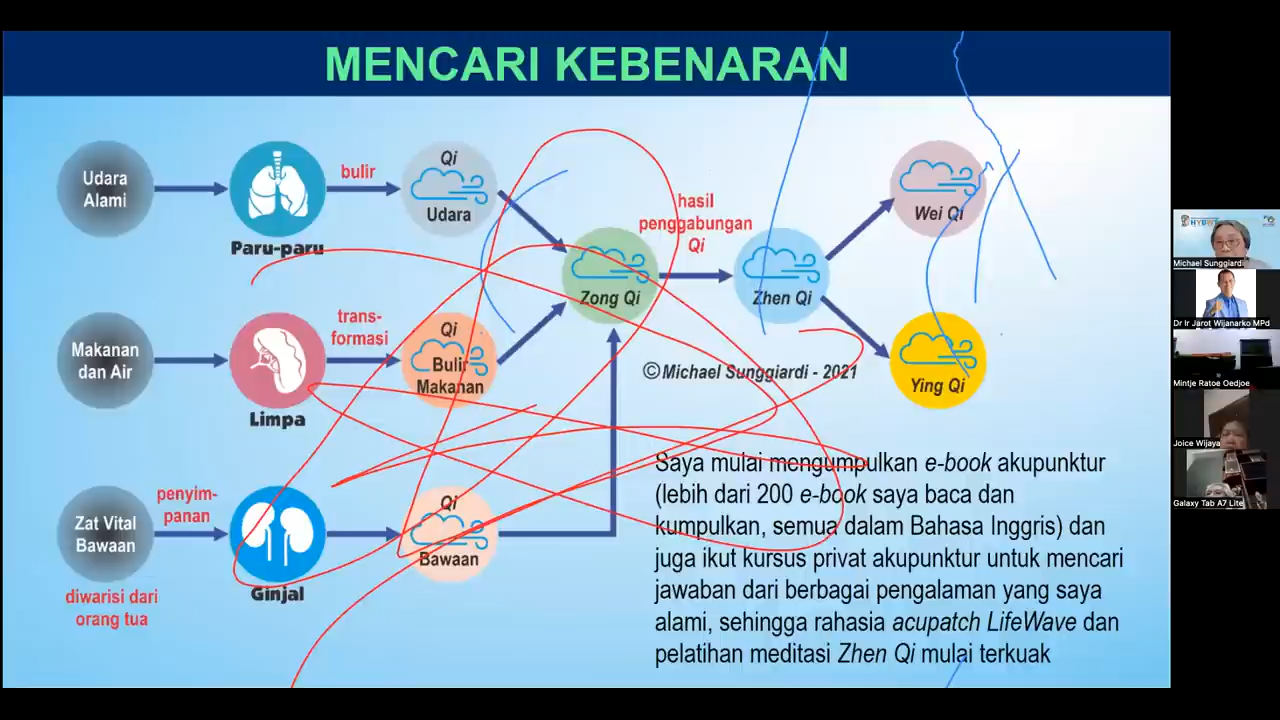 MENCARI KEBENARAN
Udara
Alami
Paru-paru
bulir
Qi
Udara
Makanan
dan Air
Limpa
trans-
formasi
Qi
Bulir
Makanan
Zat Vital
Bawaan
diwarisi dari
orang tua
penyim-
panan
Ginjal
Qi
Bawaan
Zong Qi
hasil
penggabungan
Qi
Zhen Qi
Wei Qi
Ying Qi
©Michael Sunggiardi - 2021
Saya mulai mengumpulkan e-book akupunktur
(lebih dari 200 e-book saya baca dan
kumpulkan, semua dalam Bahasa Inggris) dan
juga ikut kursus privat akupunktur untuk mencari
jawaban dari berbagai pengalaman yang saya
alami, sehingga rahasia acupatch LifeWave dan
pelatihan meditasi Zhen Qi mulai terkuak
Michael Sunggiardi
Dr Ir Jarot Wijanarko MPd
Mintje Ratoe Oedjoe
Joice Wijaya
Galaxy Tab A7 Lite